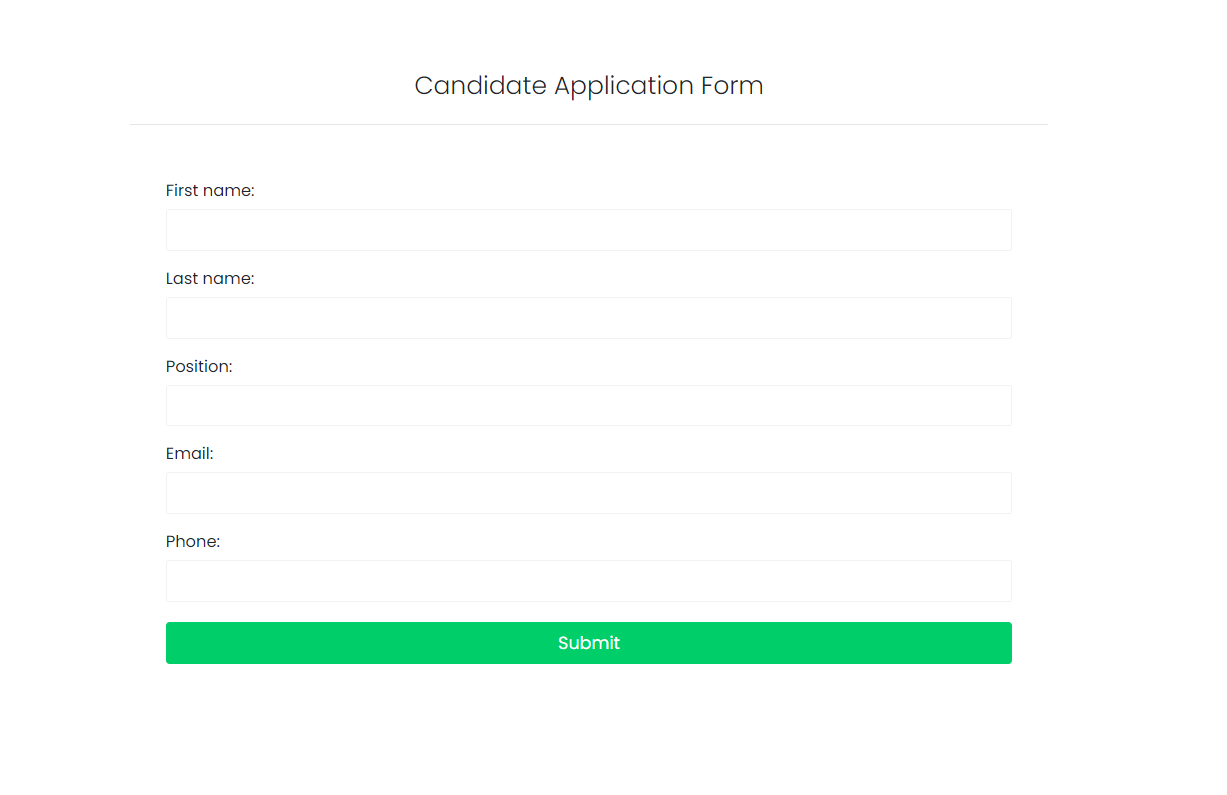 Candidate Application Form
First name:
Last name:
Position:
Email:
Phone:
Submit